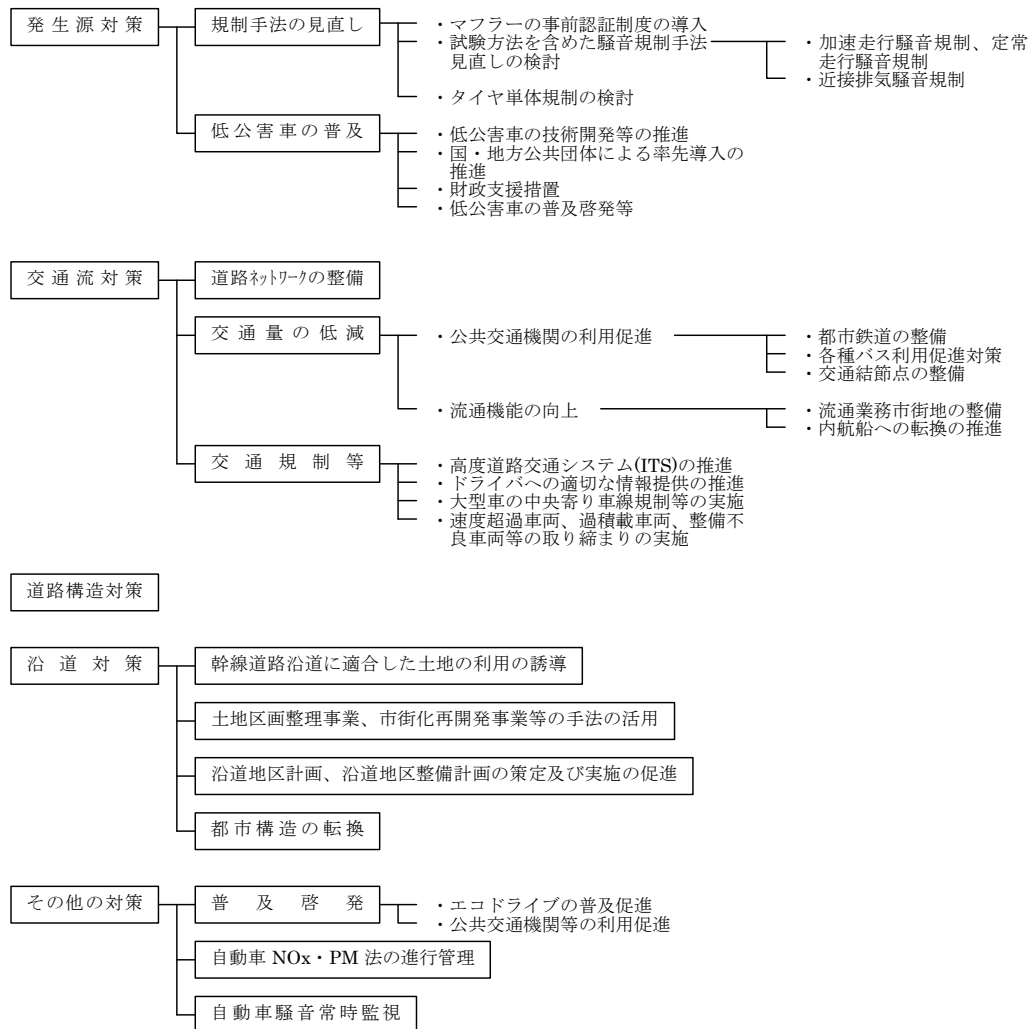 発生源対策
規制手法の見直し
・マフラーの事前認証制度の導入
・試験方法を含めた騒音規制手法
見直しの検討
・加速走行騒音規制、定常
走行騒音規制
・近接排気騒音規制
・タイヤ単体規制の検討
低公害車の普及
・低公害車の技術開発等の推進
・国・地方公共団体による率先導入の
推進
・財政支援措置
・低公害車の普及啓発等
交通流対策
道路ネットワークの整備
交通量の低減
・公共交通機関の利用促進
・都市鉄道の整備
・各種バス利用促進対策
・交通結節点の整備
・流通機能の向上
・流通業務市街地の整備
・内航船への転換の推進
交通規制等
・高度道路交通システム(ITS)の推進
・ドライバへの適切な情報提供の推進
・大型車の中央寄り車線規制等の実施
・速度超過車両、過積載車両、整備不
良車両等の取り締まりの実施
道路構造対策
沿道対策
幹線道路沿道に適合した土地の利用の誘導
土地区画整理事業、市街化再開発事業等の手法の活用
沿道地区計画、沿道地区整備計画の策定及び実施の促進
都市構造の転換
その他の対策
普及啓発
・エコドライブの普及促進
・公共交通機関等の利用促進
自動車 NOx・PM 法の進行管理
自動車騒音常時監視